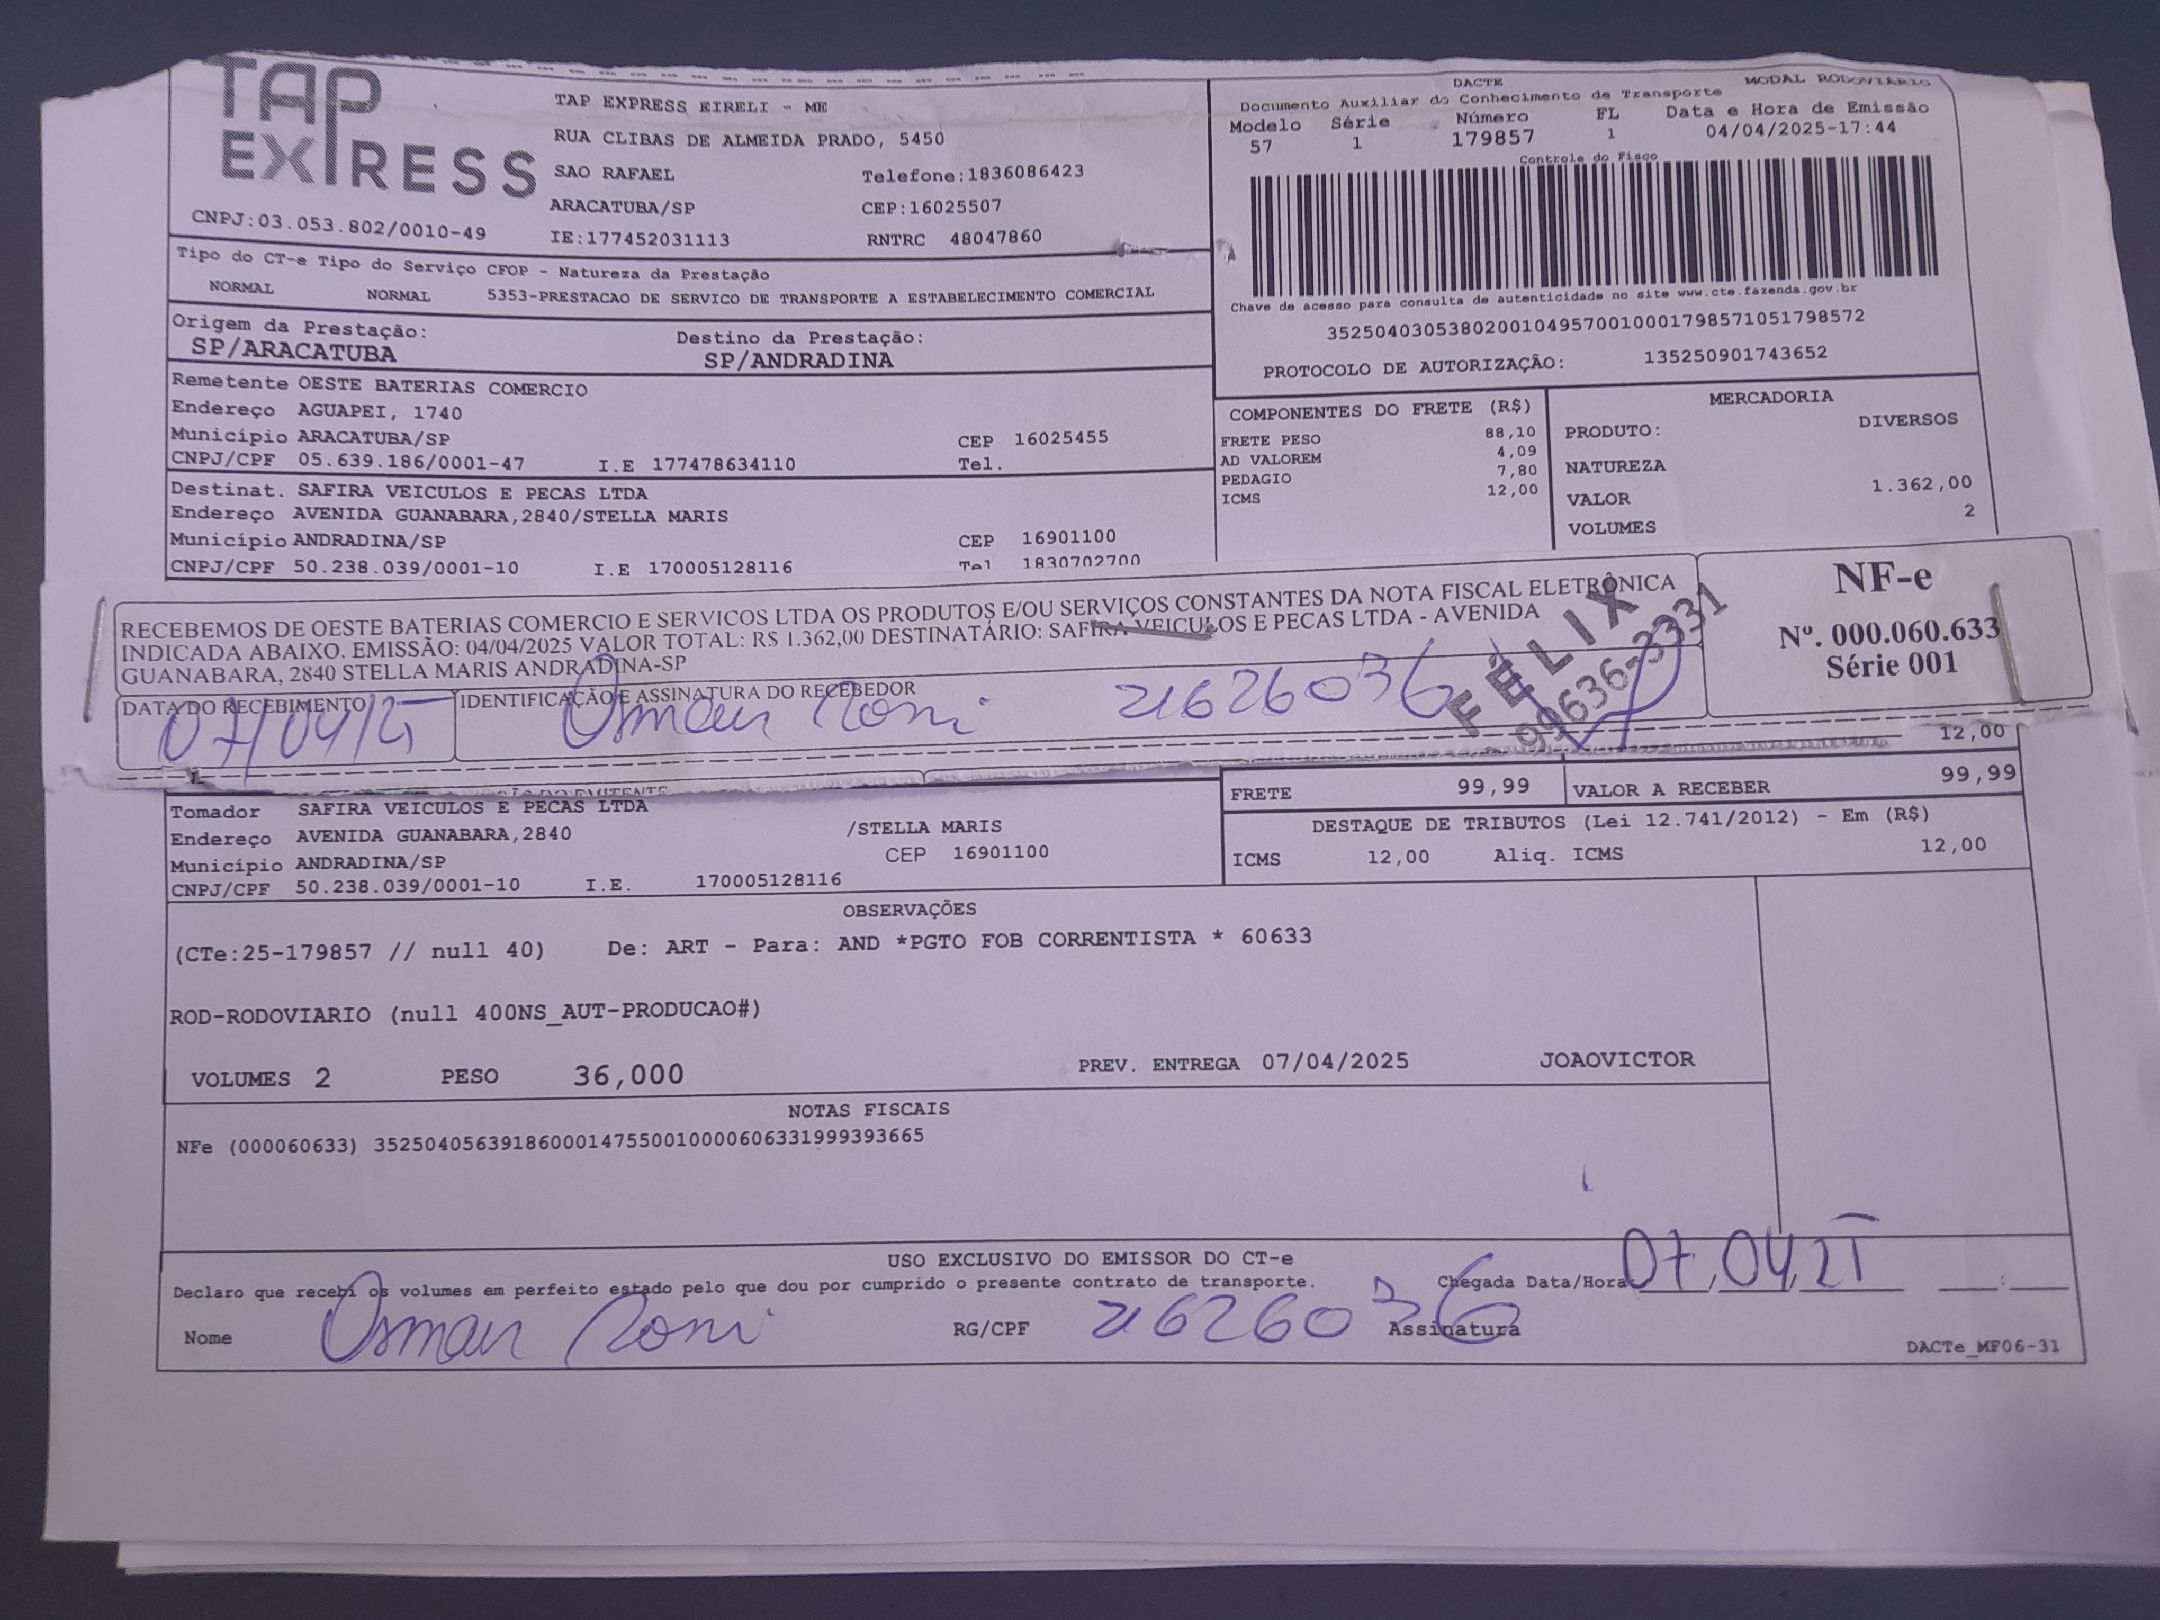 TAP EXPRESS
TAP EXPRESS EIRELI - ME
RUA CLIBAS DE ALMEIDA PRADO, 5450
SAO RAFAEL Telefone:1836086423
ARACATUBA/SP CEP:16025507
CNPJ:03.053.802/0010-49 IE:177452031113 RNTRC 48047860
DACTE MODAL RODOVIARIO
Documento Auxiliar do Conhecimento de Transporte
Modelo Série Número FL Data e Hora de Emissão
57 1 179857 1 04/04/2025-17:44
Controle do Fisco
Chave de acesso para consulta de autenticidade no site www.cte.fazenda.gov.br
35250403053802001049570010001798571051798572
PROTOCOLO DE AUTORIZAÇÃO: 135250901743652
Tipo do CT-e Tipo do Serviço CFOP - Natureza da Prestação
NORMAL NORMAL 5353-PRESTACAO DE SERVICO DE TRANSPORTE A ESTABELECIMENTO COMERCIAL
Origem da Prestação: Destino da Prestação:
SP/ARACATUBA SP/ANDRADINA
Remetente OESTE BATERIAS COMERCIO
Endereço AGUAPEI, 1740
Município ARACATUBA/SP CEP 16025455
CNPJ/CPF 05.639.186/0001-47 I.E 177478634110 Tel.
Destinat. SAFIRA VEICULOS E PECAS LTDA
Endereço AVENIDA GUANABARA,2840/STELLA MARIS
Município ANDRADINA/SP CEP 16901100
CNPJ/CPF 50.238.039/0001-10 I.E 170005128116 Tel 1830702700
COMPONENTES DO FRETE (R$)
FRETE PESO 88,10
AD VALOREM 4,09
PEDAGIO 7,80
ICMS 12,00
MERCADORIA
PRODUTO: DIVERSOS
NATUREZA
VALOR 1.362,00
VOLUMES 2
RECEBEMOS DE OESTE BATERIAS COMERCIO E SERVICOS LTDA OS PRODUTOS E/OU SERVIÇOS CONSTANTES DA NOTA FISCAL ELETRÔNICA
INDICADA ABAIXO. EMISSÃO: 04/04/2025 VALOR TOTAL: R$ 1.362,00 DESTINATÁRIO: SAFIRA VEICULOS E PECAS LTDA - AVENIDA
GUANABARA, 2840 STELLA MARIS ANDRADINA-SP
DATA DO RECEBIMENTO IDENTIFICAÇÃO E ASSINATURA DO RECEBEDOR
07/04/25 Osmar Roni 21626036
FÉLIX
99636-3331
NF-e
Nº. 000.060.633
Série 001
12,00
Tomador SAFIRA VEICULOS E PECAS LTDA
Endereço AVENIDA GUANABARA,2840 /STELLA MARIS
Município ANDRADINA/SP CEP 16901100
CNPJ/CPF 50.238.039/0001-10 I.E. 170005128116
FRETE 99,99 VALOR A RECEBER 99,99
DESTAQUE DE TRIBUTOS (Lei 12.741/2012) - Em (R$)
ICMS 12,00 Aliq. ICMS 12,00
OBSERVAÇÕES
(CTe:25-179857 // null 40) De: ART - Para: AND *PGTO FOB CORRENTISTA * 60633
ROD-RODOVIARIO (null 400NS_AUT-PRODUCAO#)
VOLUMES 2 PESO 36,000 PREV. ENTREGA 07/04/2025 JOAOVICTOR
NOTAS FISCAIS
NFe (000060633) 35250405639186000147550010000606331999393665
USO EXCLUSIVO DO EMISSOR DO CT-e
Declaro que recebi os volumes em perfeito estado pelo que dou por cumprido o presente contrato de transporte. Chegada Data/Hora 07,04,25 :
Nome Osmar Roni RG/CPF 21626036 Assinatura
DACTe_MF06-31